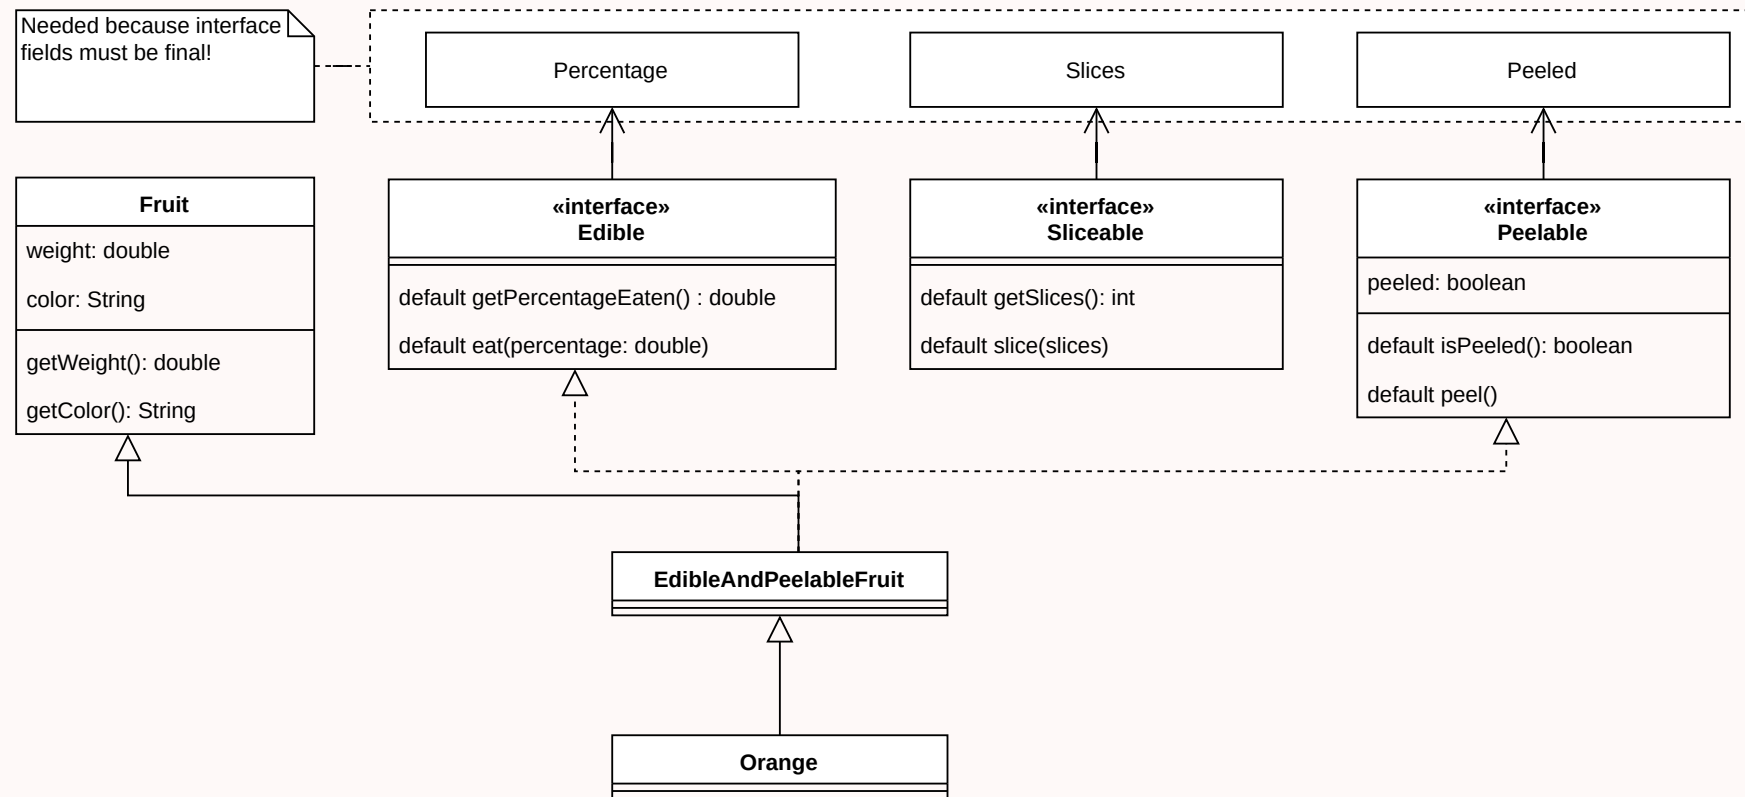 Needed because interface
fields must be final!
Percentage
Slices
Peeled
Fruit
weight: double
color: String
getWeight(): double
getColor(): String
«interface»
Edible
default getPercentageEaten() : double
default eat(percentage: double)
«interface»
Sliceable
default getSlices(): int
default slice(slices)
«interface»
Peelable
peeled: boolean
default isPeeled(): boolean
default peel()
EdibleAndPeelableFruit
Orange